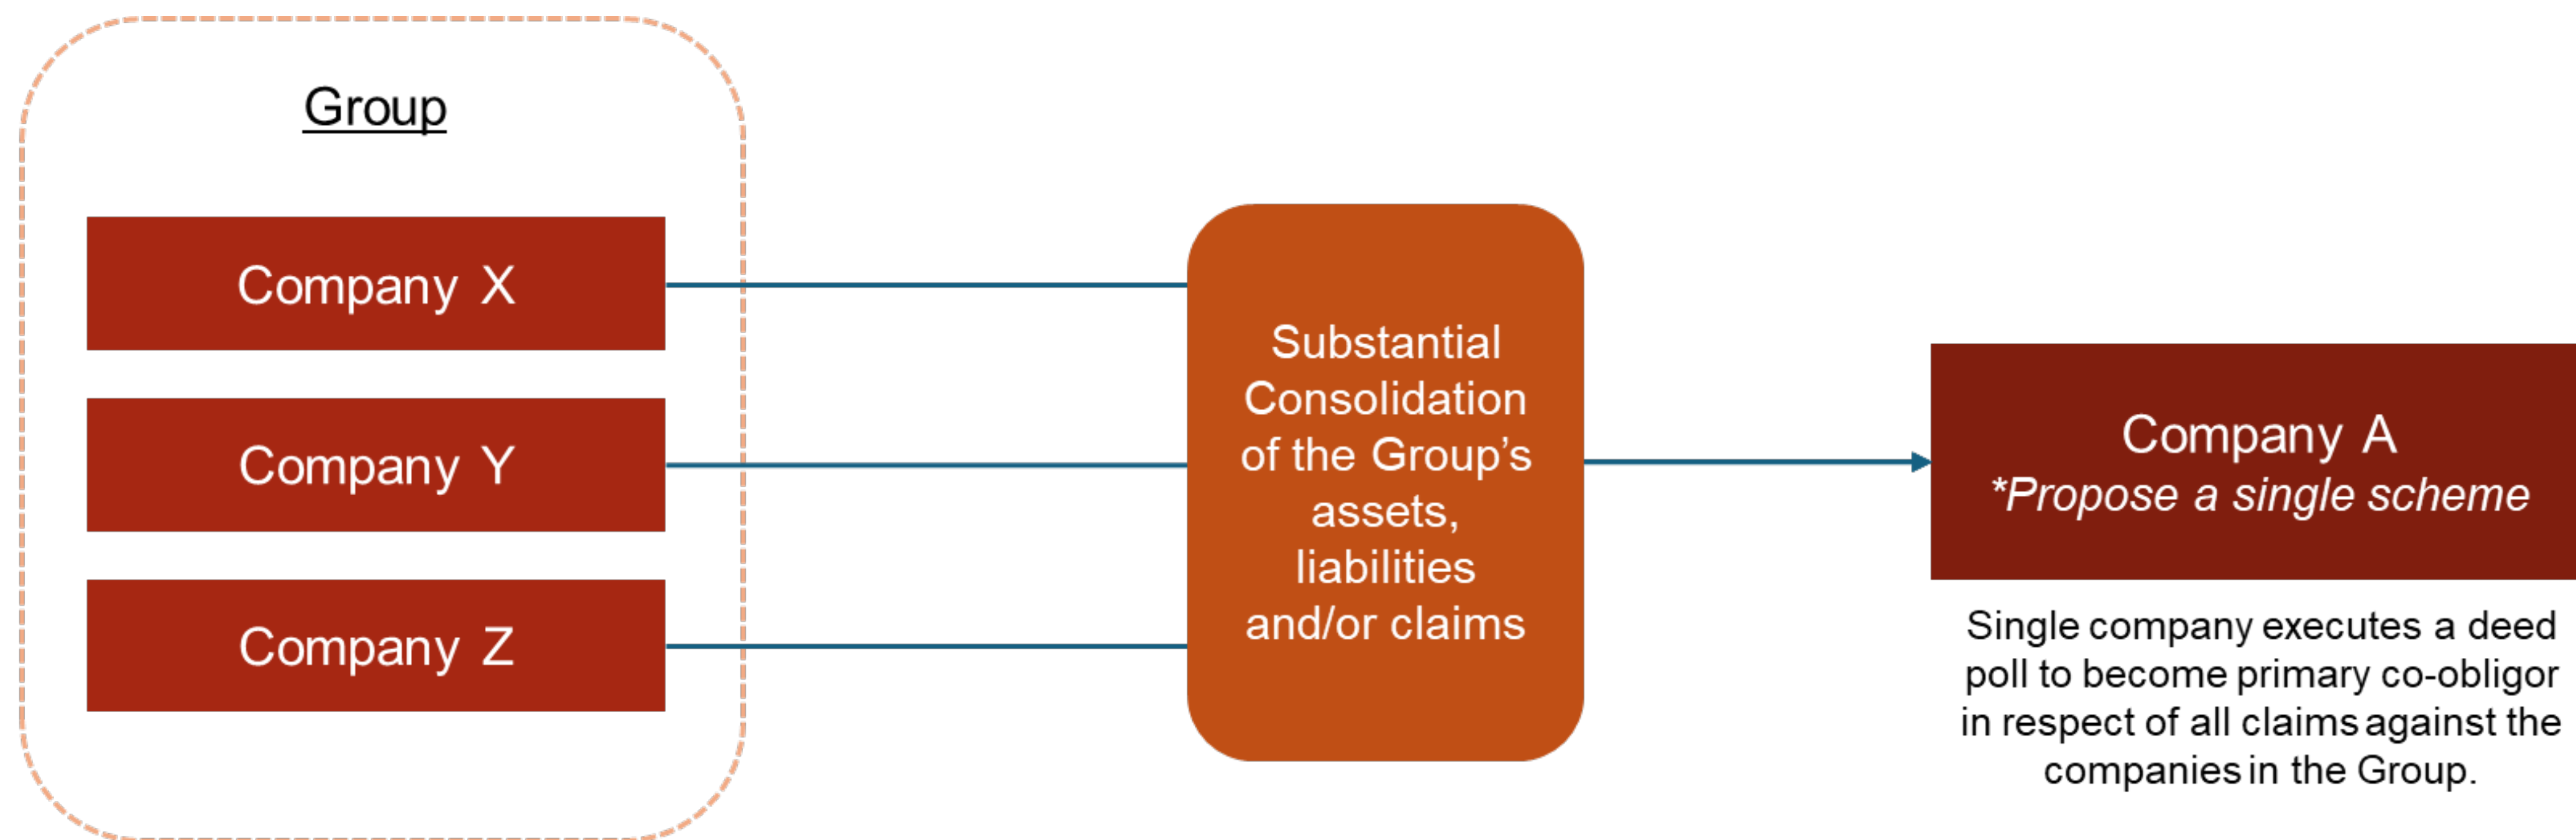 Group
Company X
Company Y
Company Z
Substantial
Consolidation
of the Group’s
assets,
liabilities
and/or claims
Company A
*Propose a single scheme
Single company executes a deed
poll to become primary co-obligor
in respect of all claims against the
companies in the Group.